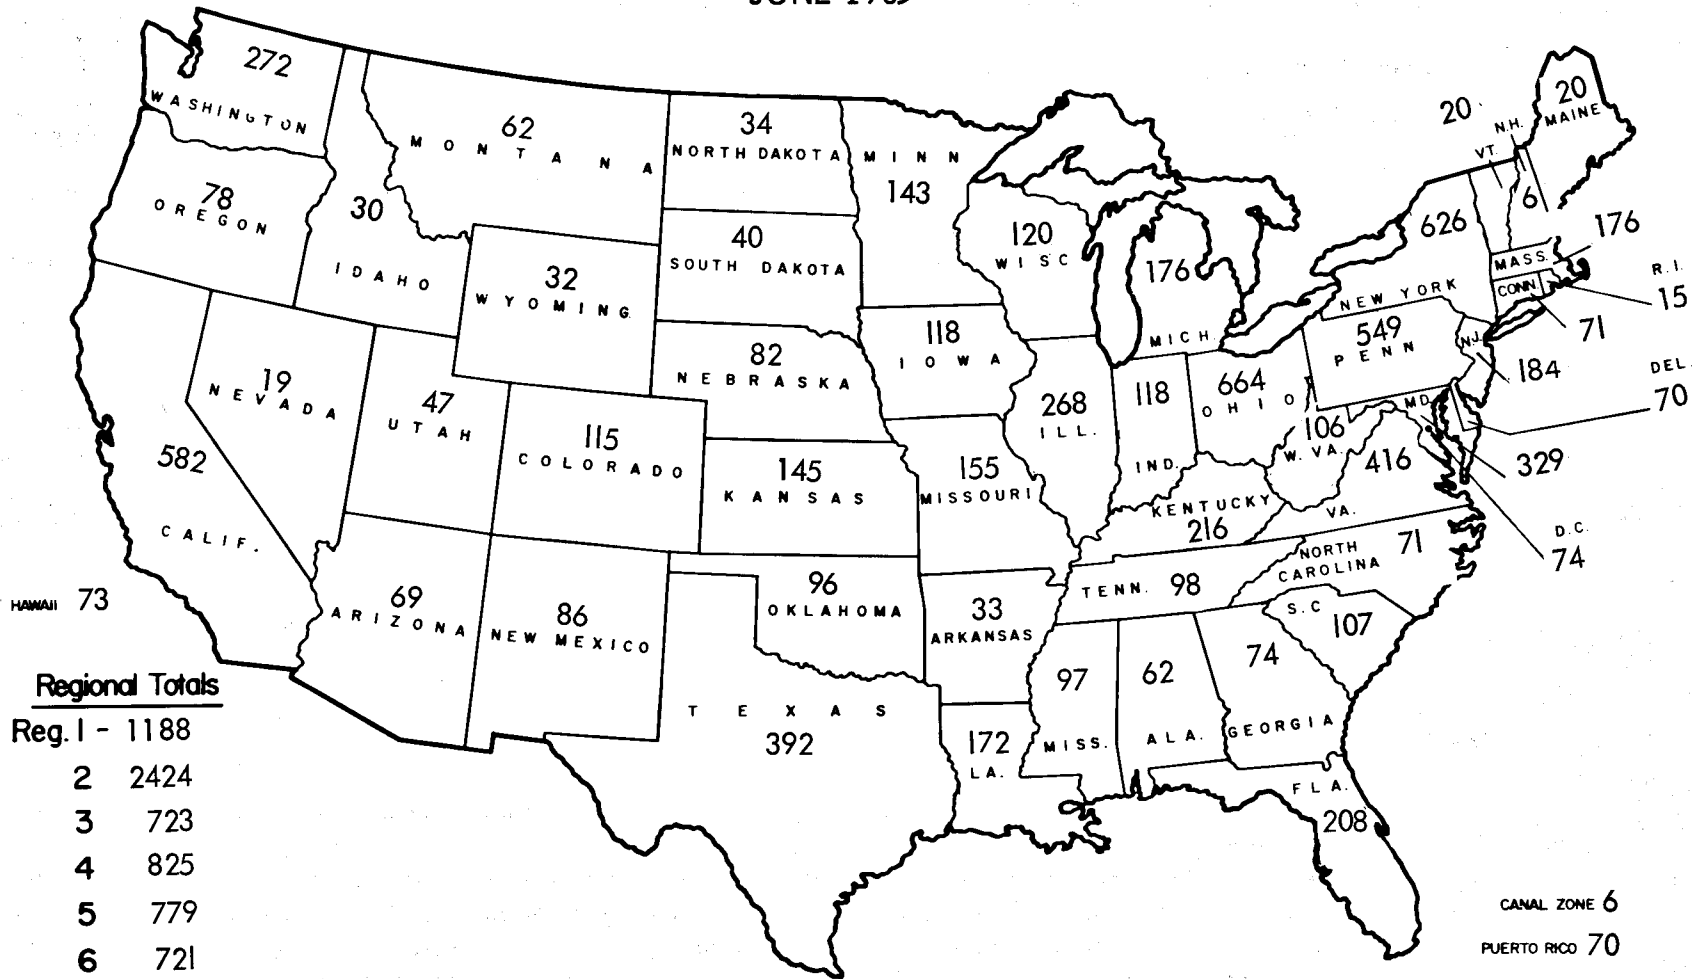 272
WASHINGTON
62
MONTANA
34
NORTH DAKOTA
MINN
143
20
N.H.
VT.
20
MAINE
6
78
OREGON
30
IDAHO
32
WYOMING
40
SOUTH DAKOTA
120
WISC
176
MICH.
626
NEW YORK
MASS.
176
CONN
R.I.
15
71
19
NEVADA
47
UTAH
82
NEBRASKA
118
IOWA
549
PENN
N.J.
184
DEL.
70
582
CALIF.
115
COLORADO
145
KANSAS
155
MISSOURI
268
ILL.
118
IND.
664
OHIO
106
W. VA.
MD.
329
416
VA.
KENTUCKY
216
D.C.
74
HAWAII 73
69
ARIZONA
86
NEW MEXICO
96
OKLAHOMA
33
ARKANSAS
TENN. 98
NORTH
CAROLINA
71
S.C
107
TEXAS
392
172
LA.
97
MISS.
62
ALA.
74
GEORGIA
FLA.
208
Regional Totals
Reg. 1 - 1188
2 2424
3 723
4 825
5 779
6 721
CANAL ZONE 6
PUERTO RICO 70